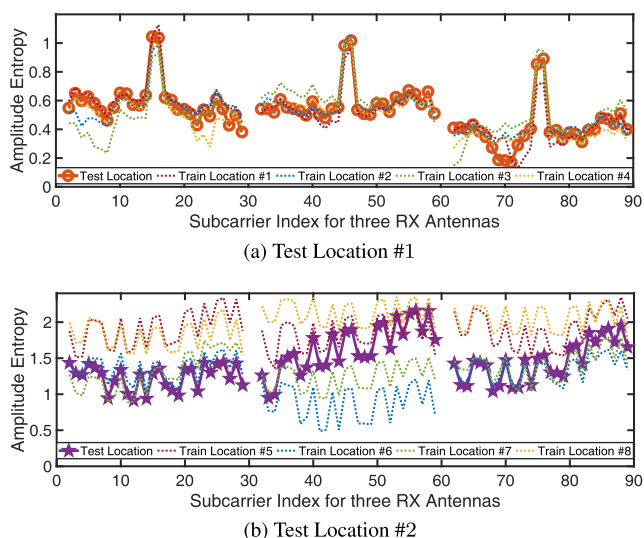 Amplitude Entropy
1
0.8
0.6
0.4
0.2
0
Test Location Train Location #1 Train Location #2 Train Location #3 Train Location #4
0 10 20 30 40 50 60 70 80 90
Subcarrier Index for three RX Antennas
(a) Test Location #1
Amplitude Entropy
2
1.5
1
0.5
0
Test Location Train Location #5 Train Location #6 Train Location #7 Train Location #8
0 10 20 30 40 50 60 70 80 90
Subcarrier Index for three RX Antennas
(b) Test Location #2